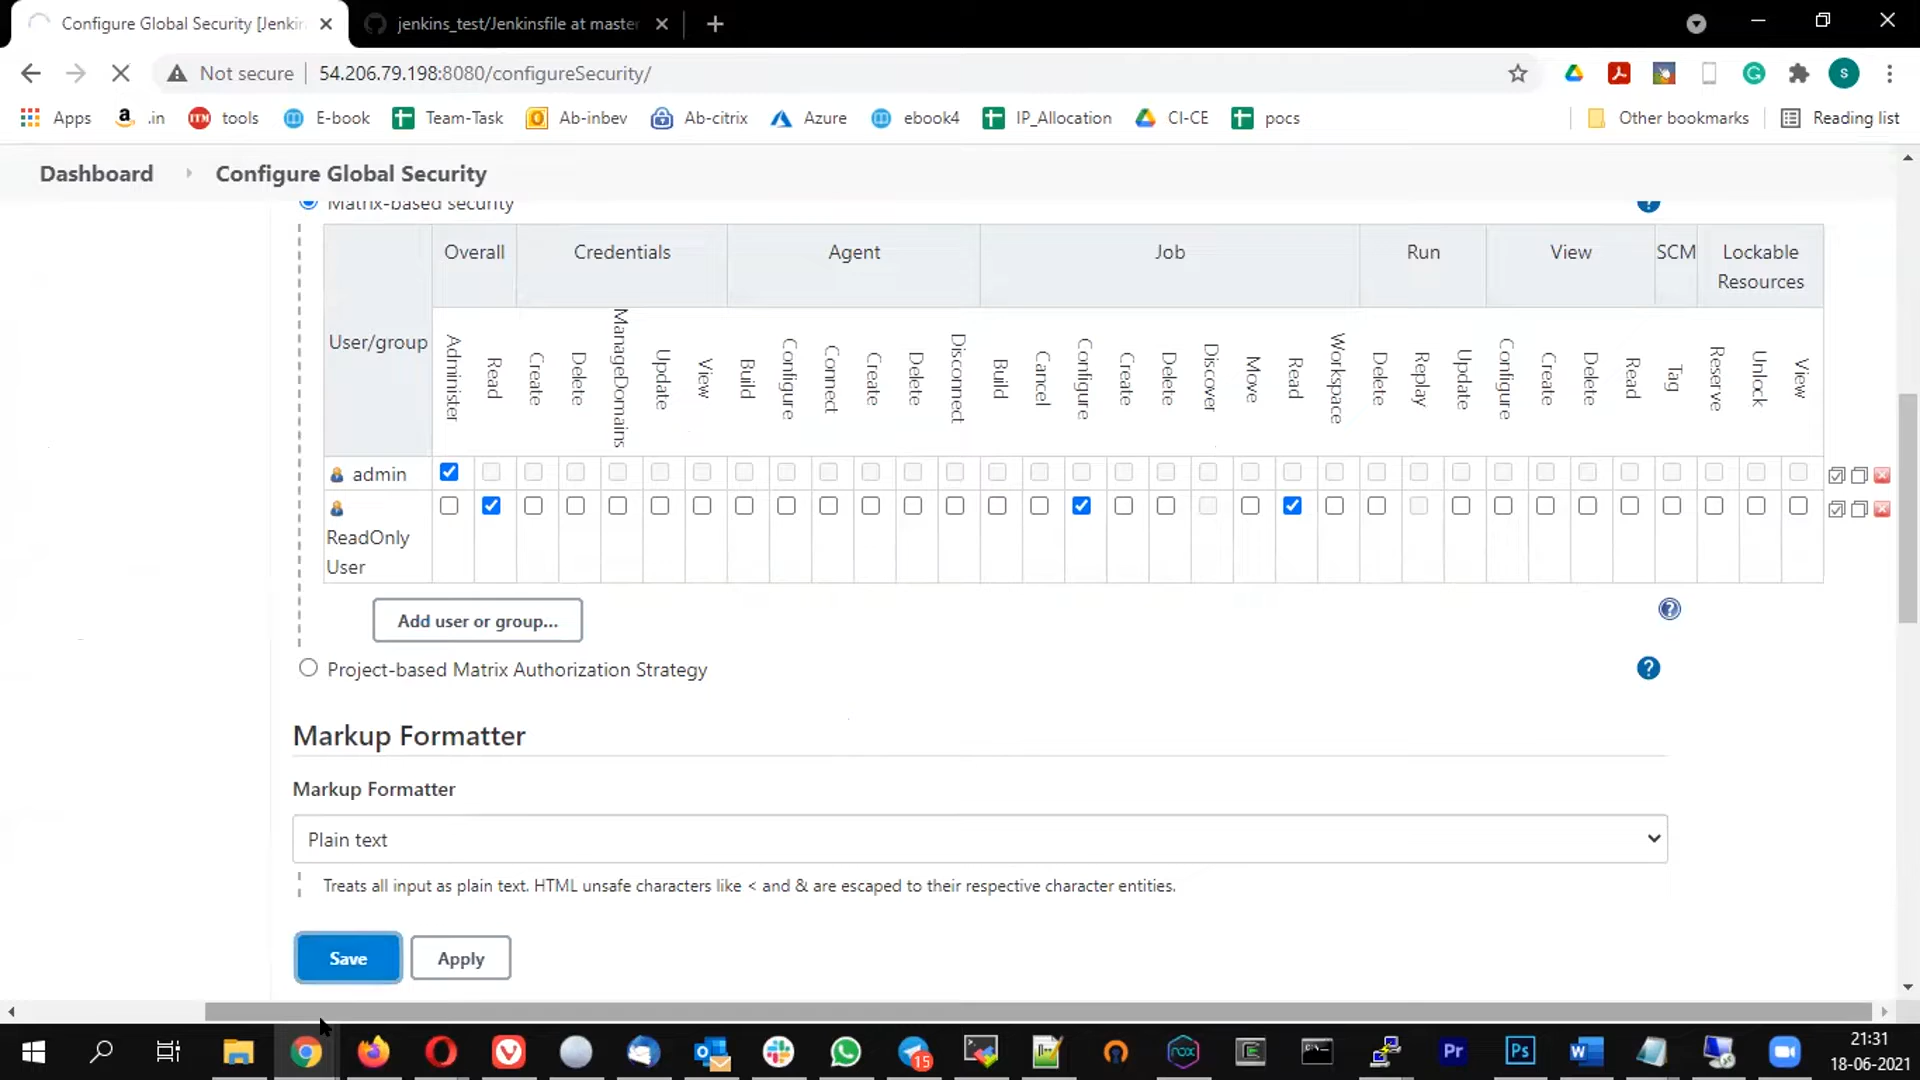 Configure Global Security [Jenki
jenkins_test/Jenkinsfile at master
Not secure
54.206.79.198:8080/configureSecurity/
S
Apps
.in
tools
E-book
Team-Task
Ab-inbev
Ab-citrix
Azure
ebook4
IP_Allocation
CI-CE
pocs
Other bookmarks
Reading list
Dashboard
Configure Global Security
Matrix-based security
?
User/group
Overall
Credentials
Agent
Job
Run
View
SCM
Lockable
Resources
Administer
Read
Create
Delete
ManageDomains
Update
View
Build
Configure
Connect
Create
Delete
Disconnect
Build
Cancel
Configure
Create
Delete
Discover
Move
Read
Workspace
Delete
Replay
Update
Configure
Create
Delete
Read
Tag
Reserve
Unlock
View
admin
ReadOnly
User
Add user or group...
?
Project-based Matrix Authorization Strategy
?
Markup Formatter
Markup Formatter
Plain text
Treats all input as plain text. HTML unsafe characters like < and & are escaped to their respective character entities.
Save
Apply
15
nox
Pr
Ps
W
21:31
18-06-2021